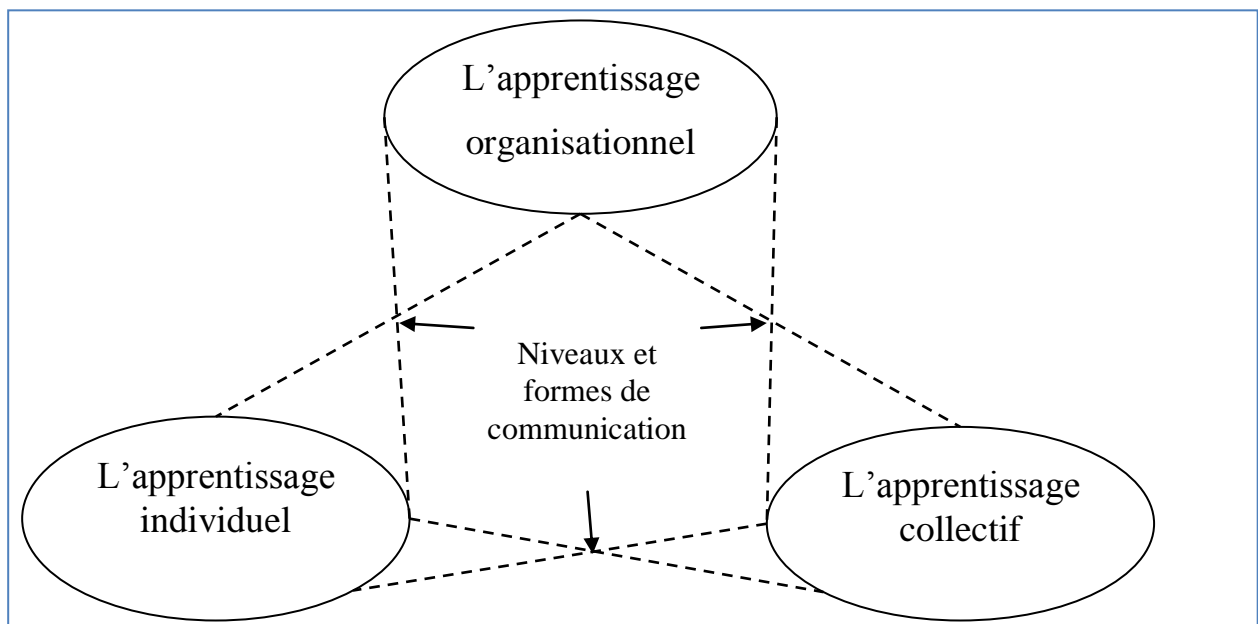 L’apprentissage
organisationnel
Niveaux et
formes de
communication
L’apprentissage
individuel
L’apprentissage
collectif